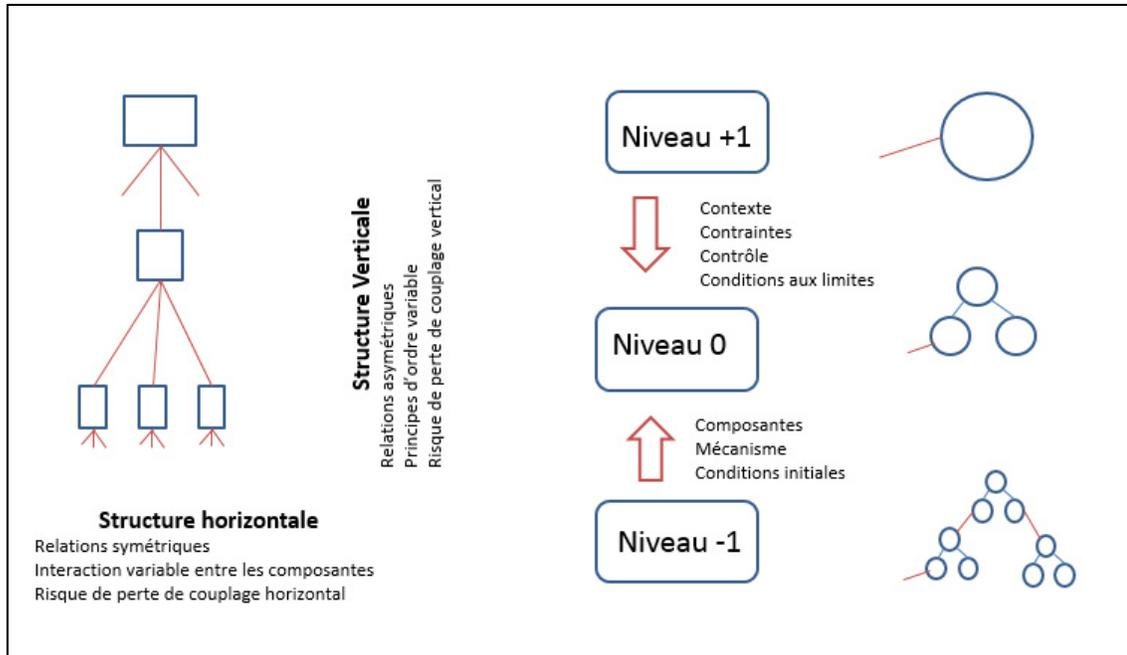 Structure Verticale
Relations asymétriques
Principes d’ordre variable
Risque de perte de couplage vertical
Structure horizontale
Relations symétriques
Interaction variable entre les composantes
Risque de perte de couplage horizontal
Niveau +1
Contexte
Contraintes
Contrôle
Conditions aux limites
Niveau 0
Composantes
Mécanisme
Conditions initiales
Niveau -1